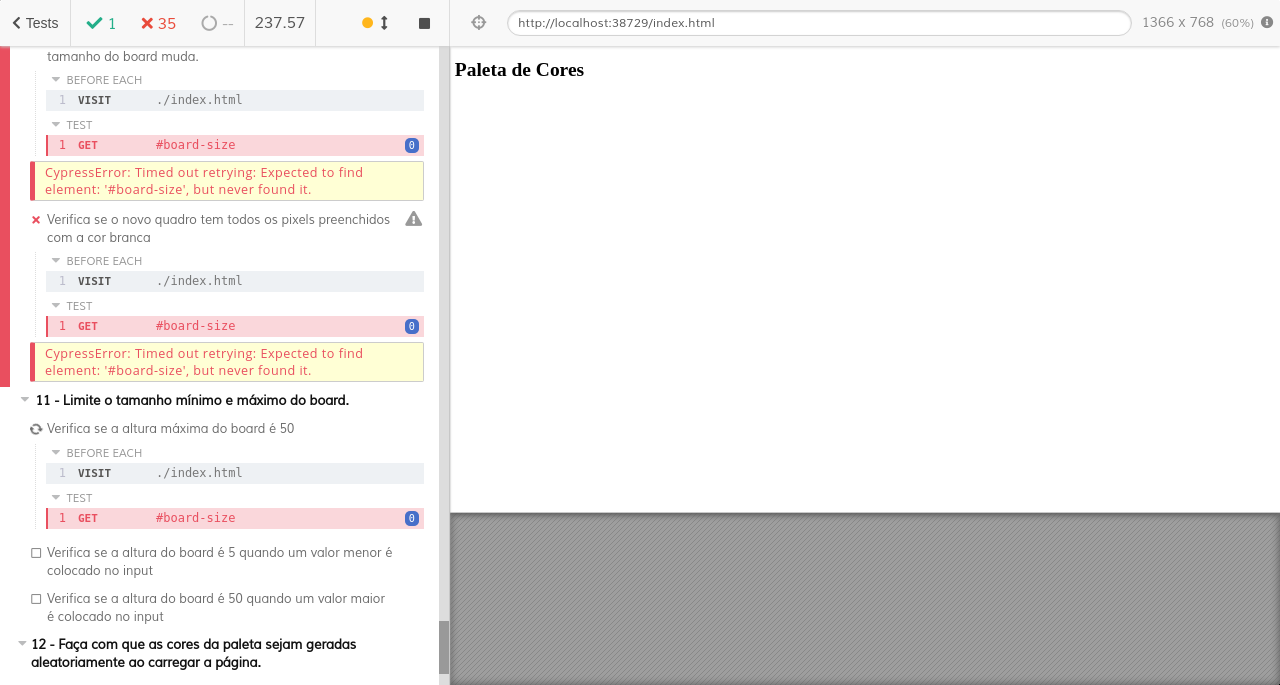 Tests 1 35 -- 237.57 http://localhost:38729/index.html 1366 x 768 (60%)
tamanho do board muda.
BEFORE EACH
1 VISIT ./index.html
TEST
1 GET #board-size 0
CypressError: Timed out retrying: Expected to find
element: '#board-size', but never found it.
Verifica se o novo quadro tem todos os pixels preenchidos
com a cor branca
BEFORE EACH
1 VISIT ./index.html
TEST
1 GET #board-size 0
CypressError: Timed out retrying: Expected to find
element: '#board-size', but never found it.
11 - Limite o tamanho mínimo e máximo do board.
Verifica se a altura máxima do board é 50
BEFORE EACH
1 VISIT ./index.html
TEST
1 GET #board-size 0
Verifica se a altura do board é 5 quando um valor menor é
colocado no input
Verifica se a altura do board é 50 quando um valor maior
é colocado no input
12 - Faça com que as cores da paleta sejam geradas
aleatoriamente ao carregar a página.
Paleta de Cores